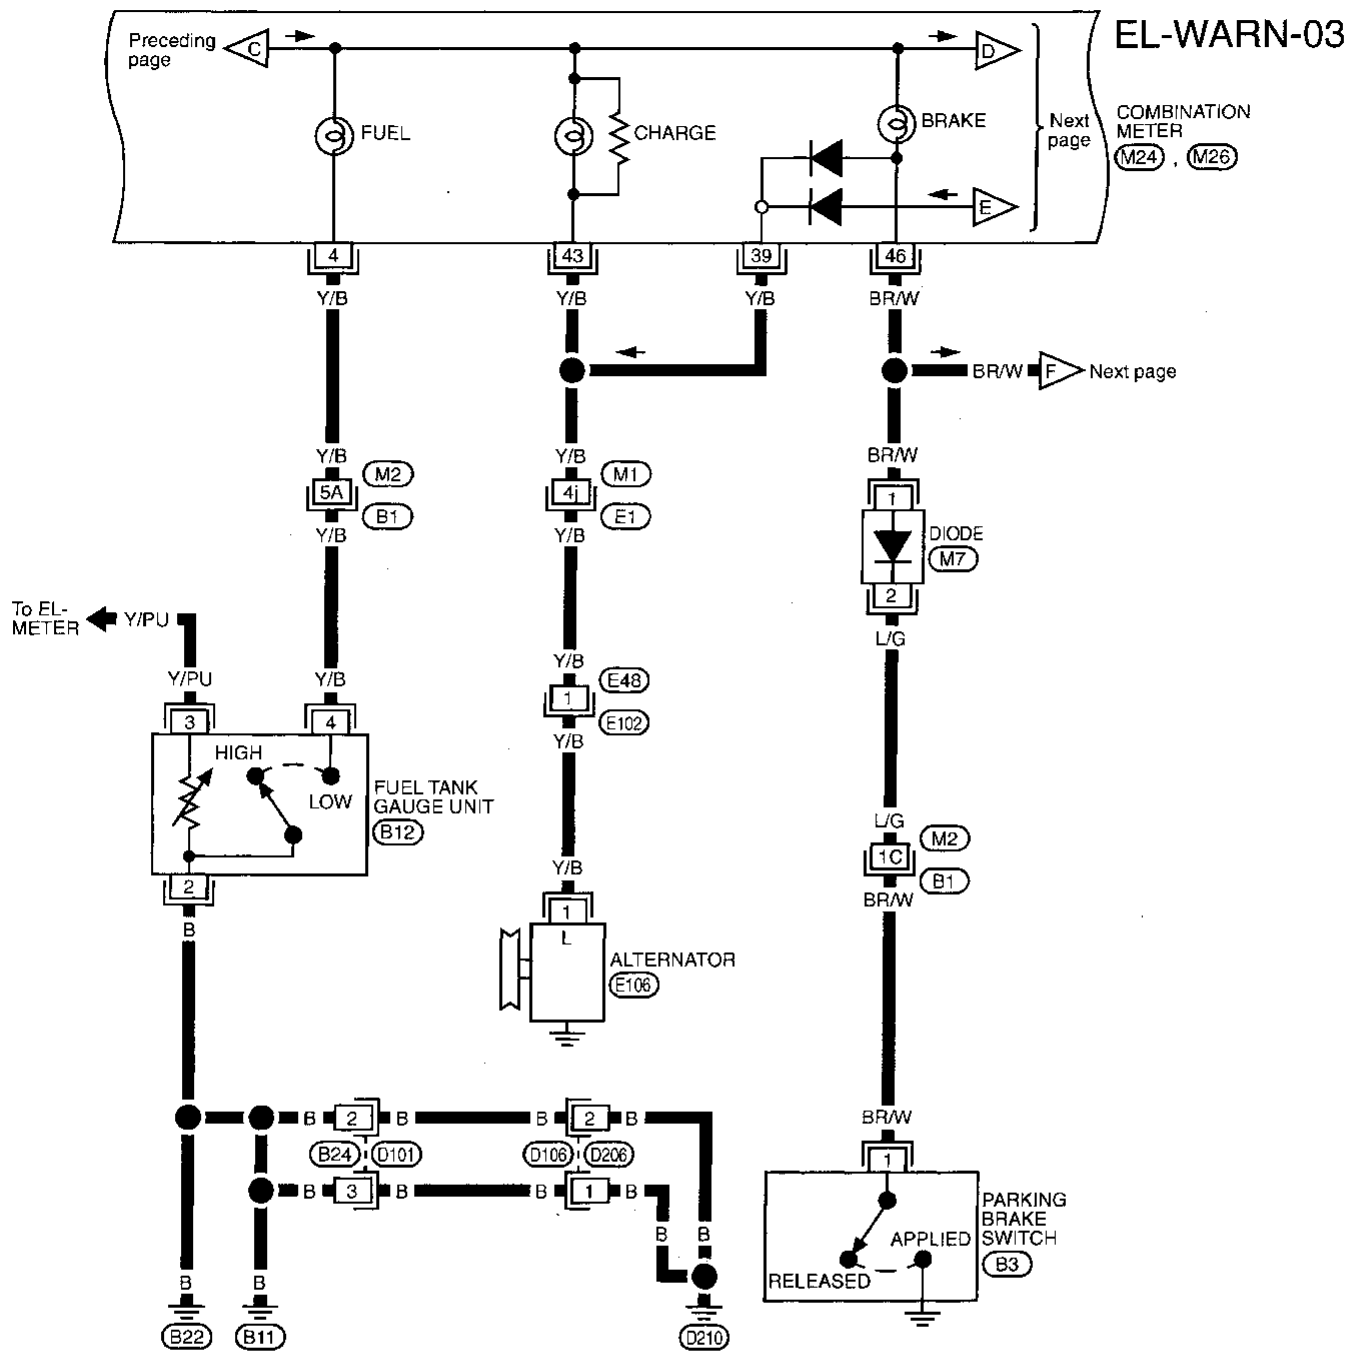 EL-WARN-03
Preceding
page
C
D
FUEL
CHARGE
BRAKE
Next
page
COMBINATION
METER
M24 , M26
E
4
43
39
46
Y/B
Y/B
Y/B
BR/W
BR/W
F
Next page
Y/B
Y/B
BR/W
M2
M1
5A
4j
1
B1
E1
Y/B
Y/B
DIODE
M7
2
To EL-
METER
Y/PU
L/G
Y/PU
Y/B
Y/B
E48
3
4
1
E102
Y/B
HIGH
LOW
FUEL TANK
GAUGE UNIT
B12
L/G
M2
1C
B1
Y/B
2
BR/W
B
1
L
ALTERNATOR
E106
B
2
B
B
2
B
BR/W
B24
D101
D106
D206
1
B
3
B
B
1
B
PARKING
BRAKE
SWITCH
B3
B
B
APPLIED
RELEASED
B
B
B22
B11
D210